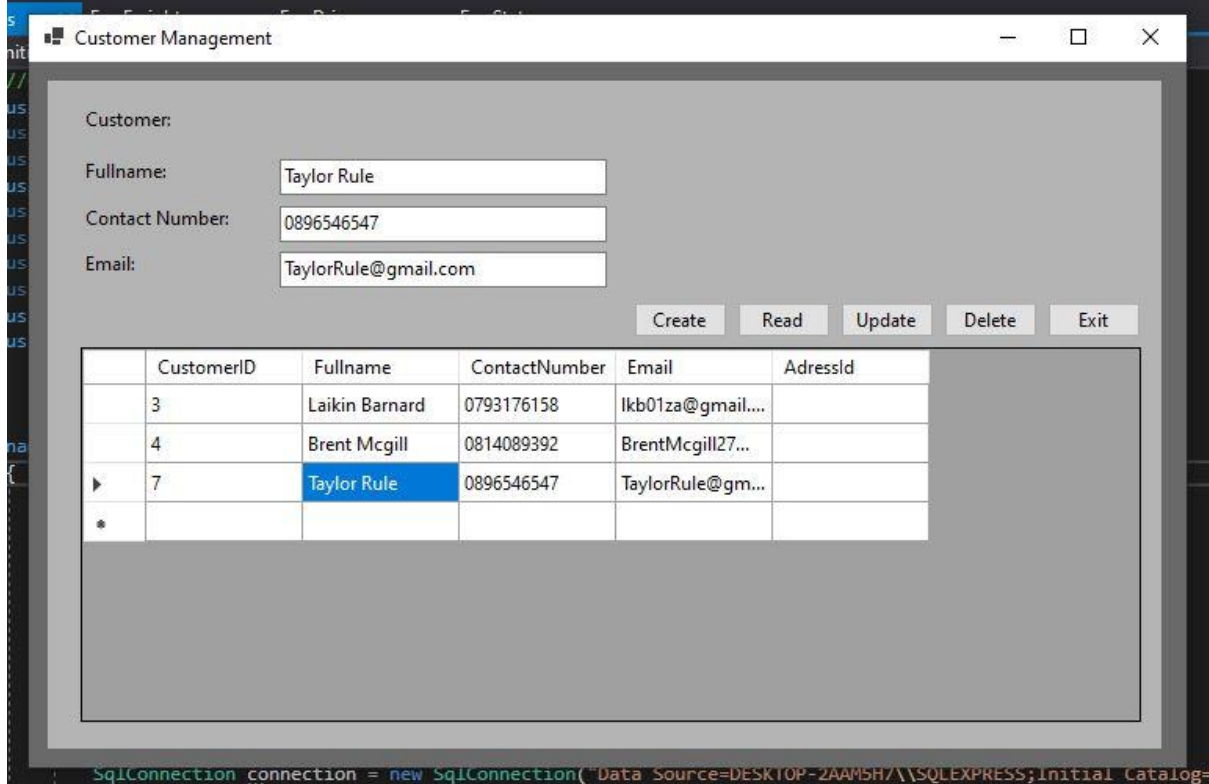 Customer Management
Customer:
Fullname: Taylor Rule
Contact Number: 0896546547
Email: TaylorRule@gmail.com
Create Read Update Delete Exit
CustomerID Fullname ContactNumber Email AdressId
3 Laikin Barnard 0793176158 lkb01za@gmail....
4 Brent Mcgill 0814089392 BrentMcgill27...
7 Taylor Rule 0896546547 TaylorRule@gm...
SqlConnection connection = new SqlConnection("Data Source=DESKTOP-2AAM5H7\\SQLEXPRESS;Initial Catalog=